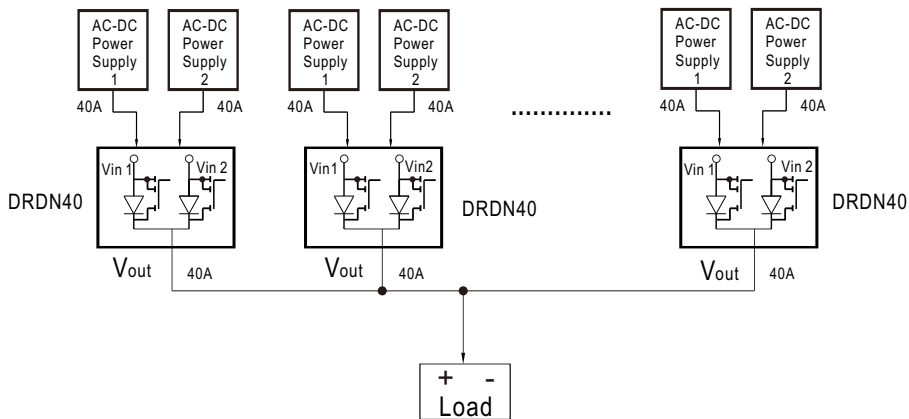 AC-DC
Power
Supply
1
AC-DC
Power
Supply
2
AC-DC
Power
Supply
1
AC-DC
Power
Supply
2
AC-DC
Power
Supply
1
AC-DC
Power
Supply
2
40A
40A
40A
40A
40A
40A
Vin 1
Vin 2
Vin1
Vin2
Vin 1
Vin 2
DRDN40
DRDN40
DRDN40
Vout
40A
Vout
40A
Vout
40A
+ -
Load